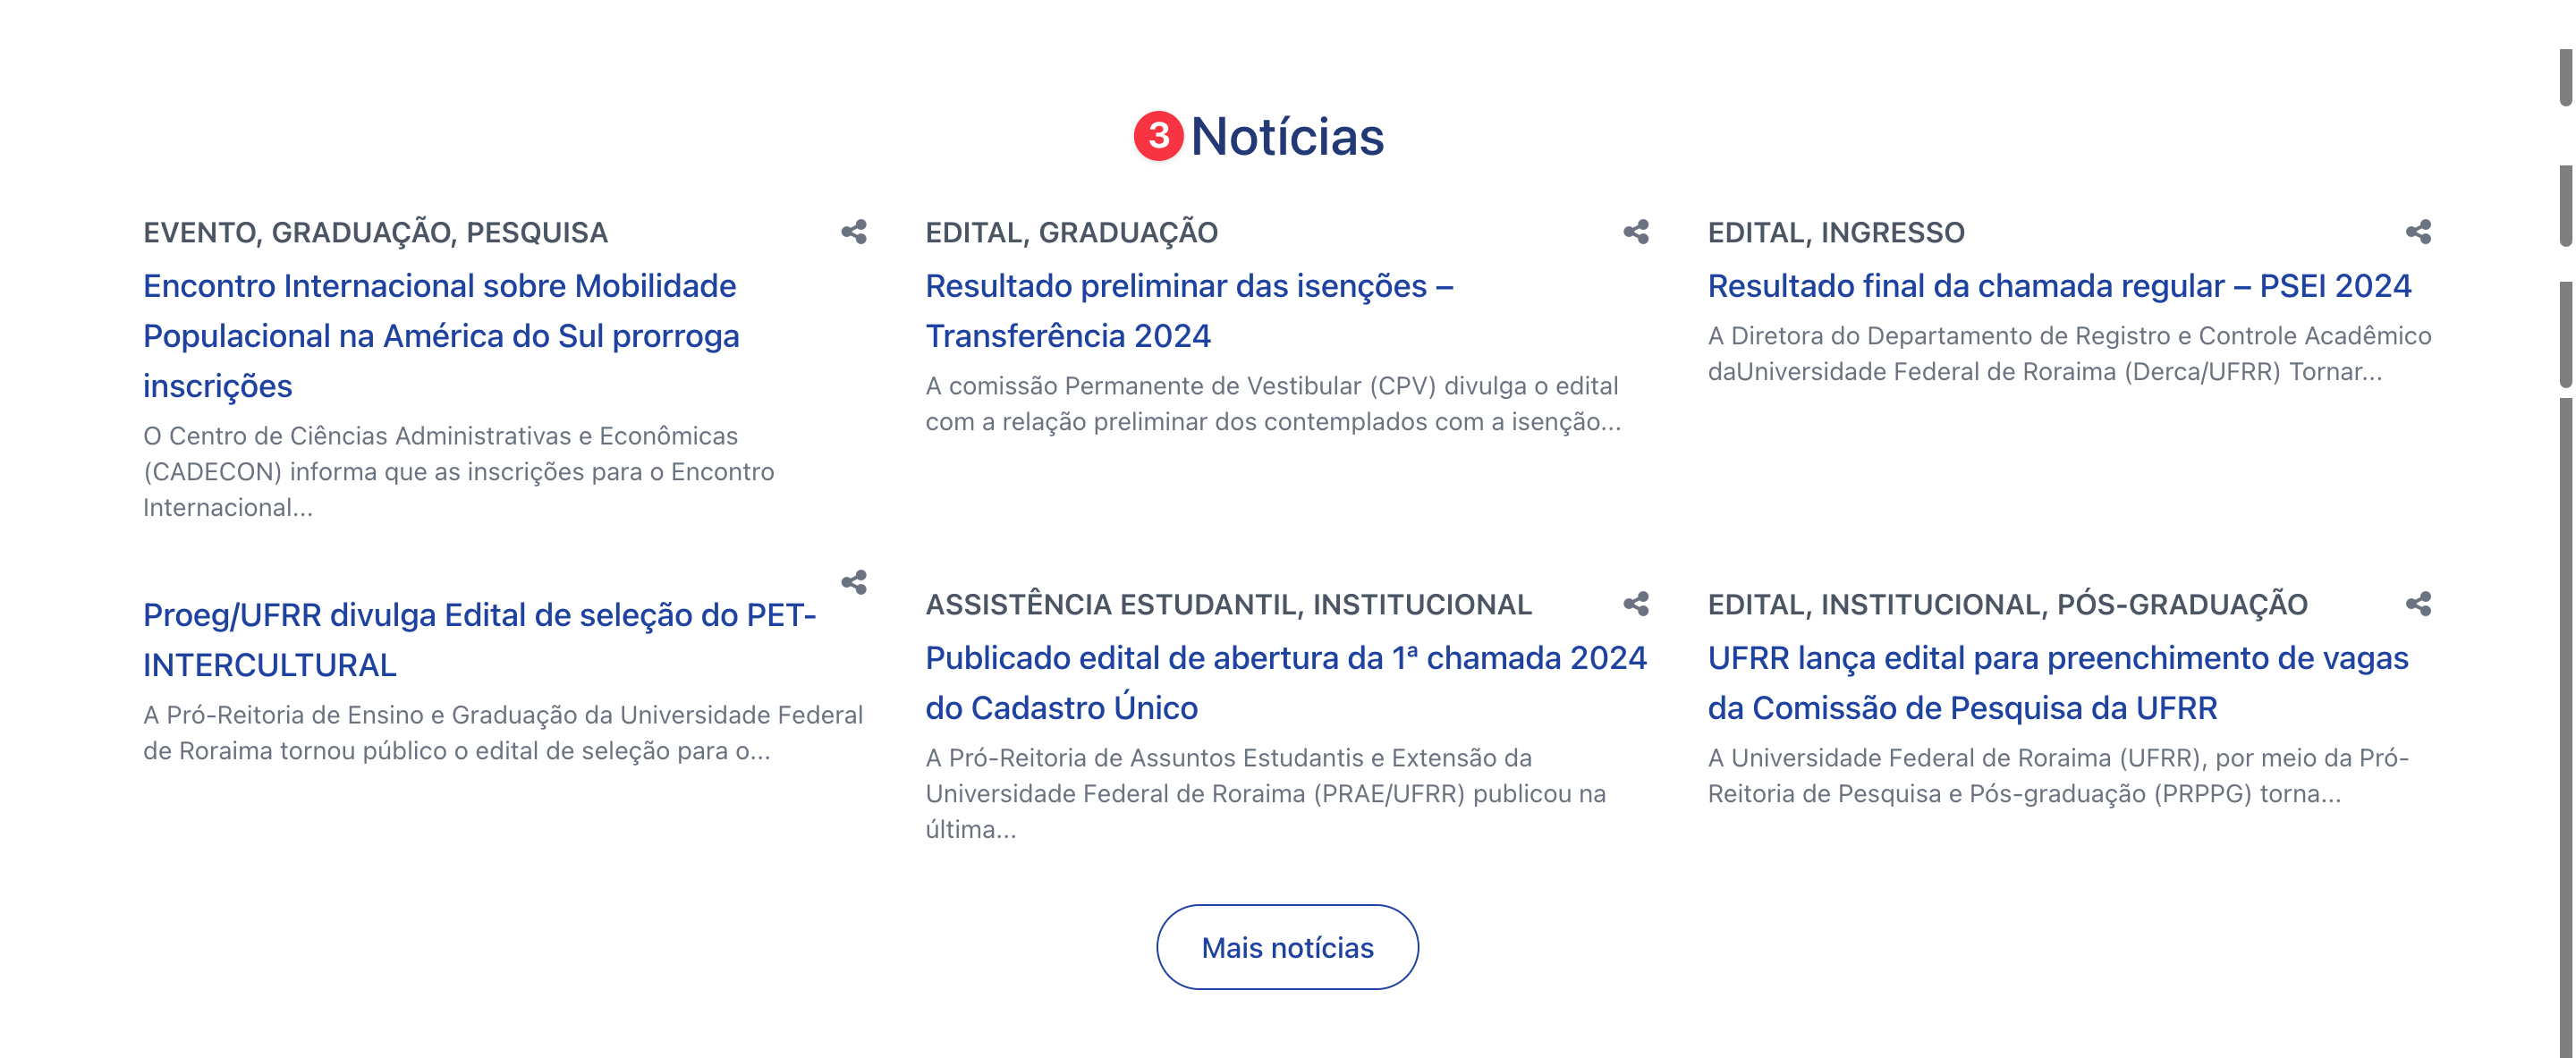 3 Notícias
EVENTO, GRADUAÇÃO, PESQUISA
Encontro Internacional sobre Mobilidade
Populacional na América do Sul prorroga
inscrições
O Centro de Ciências Administrativas e Econômicas
(CADECON) informa que as inscrições para o Encontro
Internacional...
EDITAL, GRADUAÇÃO
Resultado preliminar das isenções –
Transferência 2024
A comissão Permanente de Vestibular (CPV) divulga o edital
com a relação preliminar dos contemplados com a isenção...
EDITAL, INGRESSO
Resultado final da chamada regular – PSEI 2024
A Diretora do Departamento de Registro e Controle Acadêmico
daUniversidade Federal de Roraima (Derca/UFRR) Tornar...
Proeg/UFRR divulga Edital de seleção do PET-
INTERCULTURAL
A Pró-Reitoria de Ensino e Graduação da Universidade Federal
de Roraima tornou público o edital de seleção para o...
ASSISTÊNCIA ESTUDANTIL, INSTITUCIONAL
Publicado edital de abertura da 1ª chamada 2024
do Cadastro Único
A Pró-Reitoria de Assuntos Estudantis e Extensão da
Universidade Federal de Roraima (PRAE/UFRR) publicou na
última...
EDITAL, INSTITUCIONAL, PÓS-GRADUAÇÃO
UFRR lança edital para preenchimento de vagas
da Comissão de Pesquisa da UFRR
A Universidade Federal de Roraima (UFRR), por meio da Pró-
Reitoria de Pesquisa e Pós-graduação (PRPPG) torna...
Mais notícias